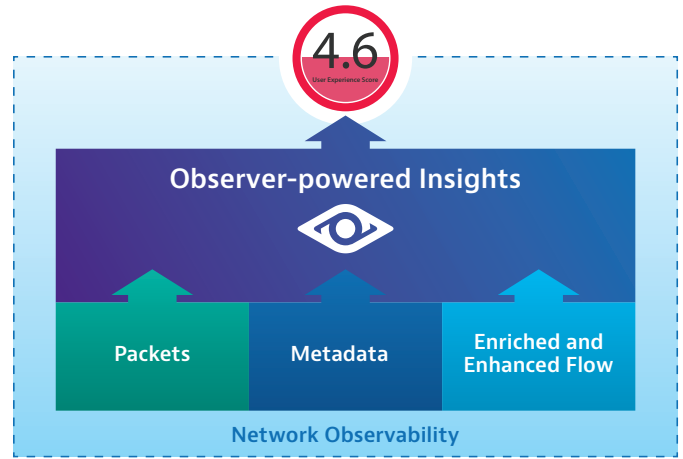 4.6
User Experience Score
Observer-powered Insights
Packets
Metadata
Enriched and
Enhanced Flow
Network Observability